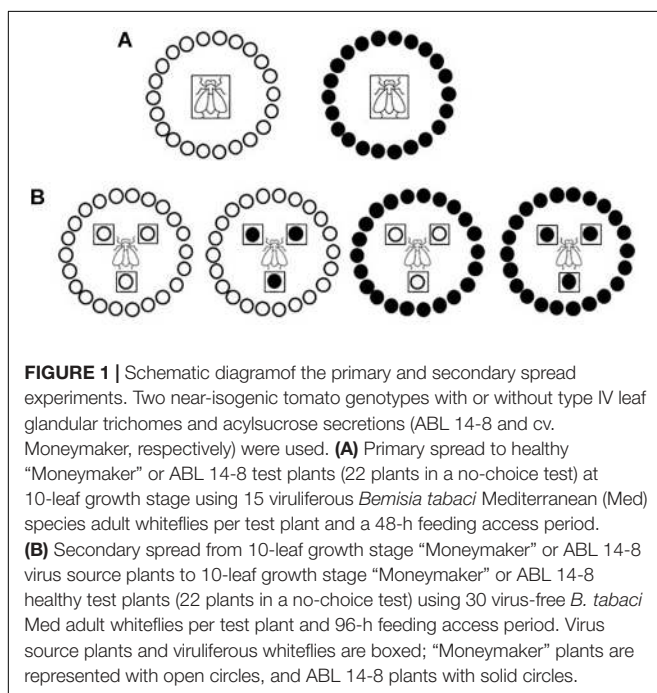 A
B
FIGURE 1 | Schematic diagramof the primary and secondary spread
experiments. Two near-isogenic tomato genotypes with or without type IV leaf
glandular trichomes and acylsucrose secretions (ABL 14-8 and cv.
Moneymaker, respectively) were used. (A) Primary spread to healthy
“Moneymaker” or ABL 14-8 test plants (22 plants in a no-choice test) at
10-leaf growth stage using 15 viruliferous Bemisia tabaci Mediterranean (Med)
species adult whiteflies per test plant and a 48-h feeding access period.
(B) Secondary spread from 10-leaf growth stage “Moneymaker” or ABL 14-8
virus source plants to 10-leaf growth stage “Moneymaker” or ABL 14-8
healthy test plants (22 plants in a no-choice test) using 30 virus-free B. tabaci
Med adult whiteflies per test plant and 96-h feeding access period. Virus
source plants and viruliferous whiteflies are boxed; “Moneymaker” plants are
represented with open circles, and ABL 14-8 plants with solid circles.